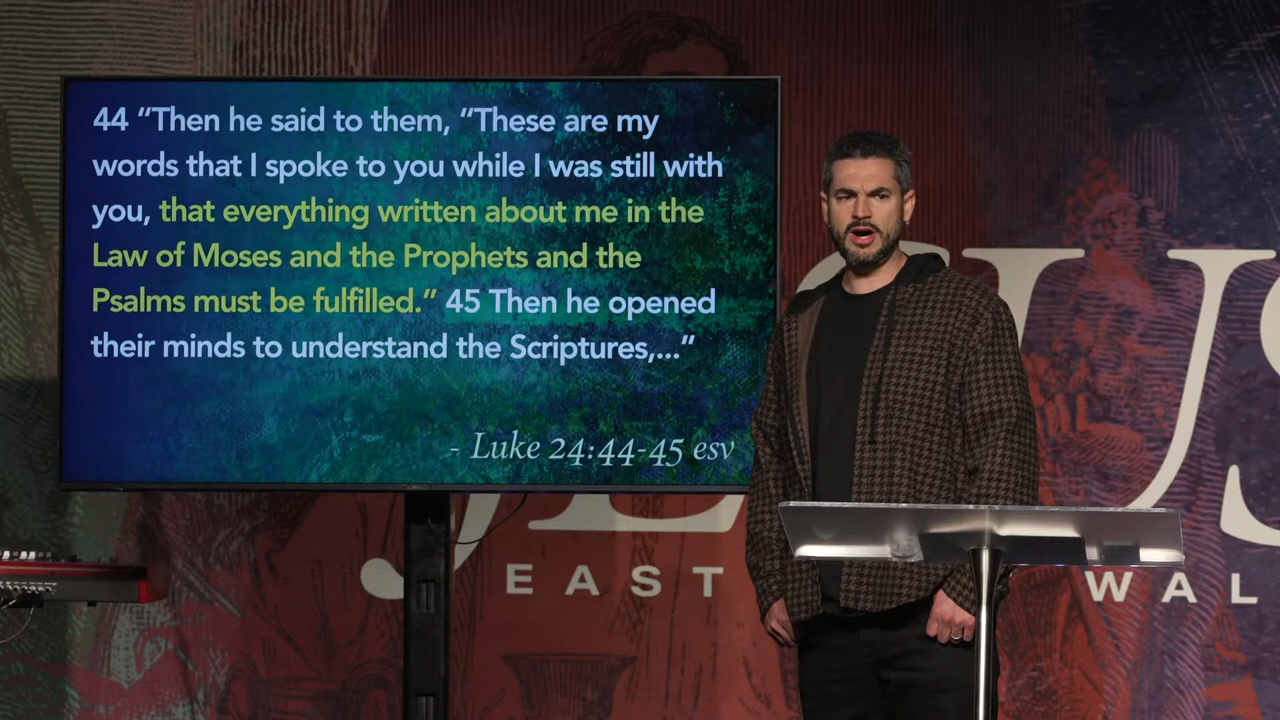 44 “Then he said to them, “These are my
words that I spoke to you while I was still with
you, that everything written about me in the
Law of Moses and the Prophets and the
Psalms must be fulfilled.” 45 Then he opened
their minds to understand the Scriptures,...”
- Luke 24:44-45 esv
EAST
WAL